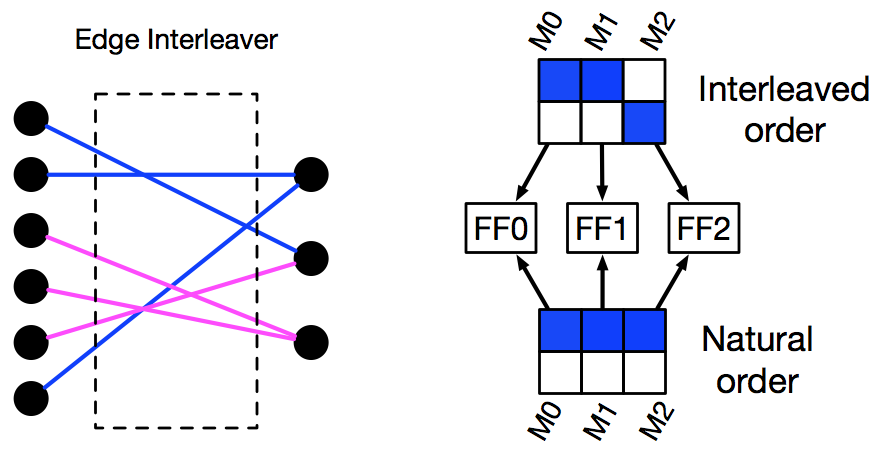 Edge Interleaver
M0 M1 M2
Interleaved
order
FF0 FF1 FF2
Natural
order
M0 M1 M2